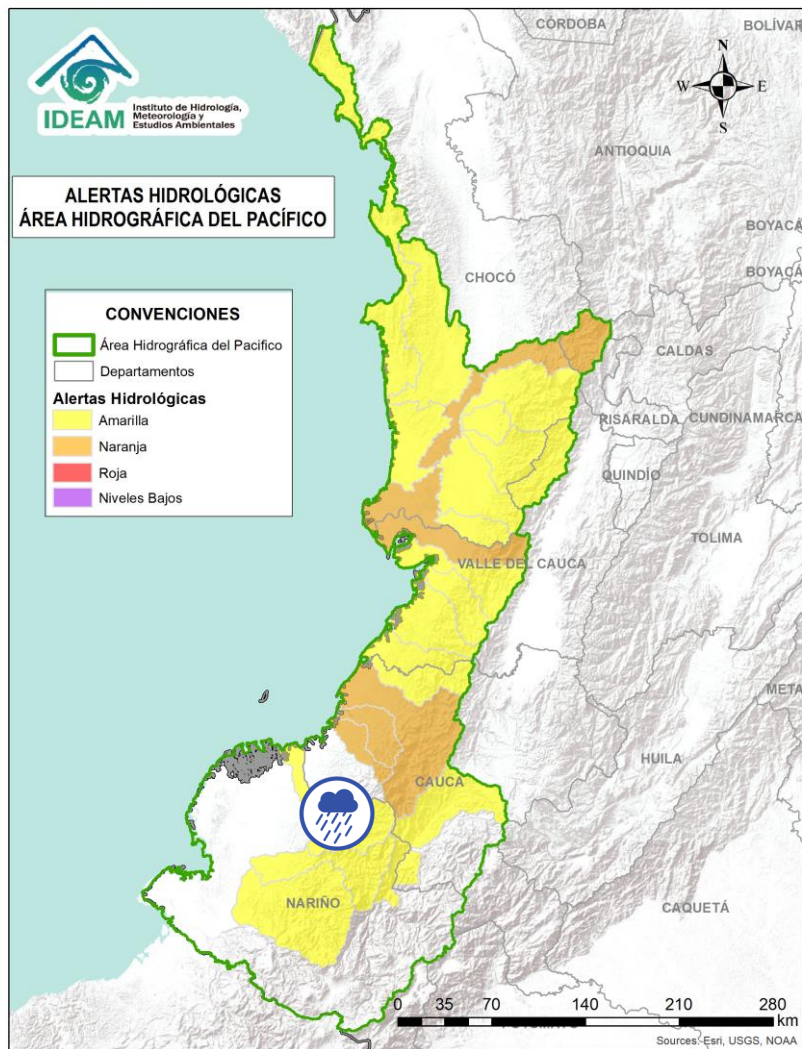 CÓRDOBA
BOLÍVAR
IDEAM
Instituto de Hidrología,
Meteorología y
Estudios Ambientales
N
W E
S
ANTIOQUIA
ALERTAS HIDROLÓGICAS
ÁREA HIDROGRÁFICA DEL PACÍFICO
BOYACÁ
BOYACÁ
CHOCÓ
CONVENCIONES
Área Hidrográfica del Pacifico
Departamentos
Alertas Hidrológicas
Amarilla
Naranja
Roja
Niveles Bajos
CALDAS
RISARALDA
CUNDINAMARCA
QUINDÍO
TOLIMA
VALLE DEL CAUCA
META
HUILA
CAUCA
NARIÑO
CAQUETÁ
0 35 70 140 210 280
km
Sources: Esri, USGS, NOAA